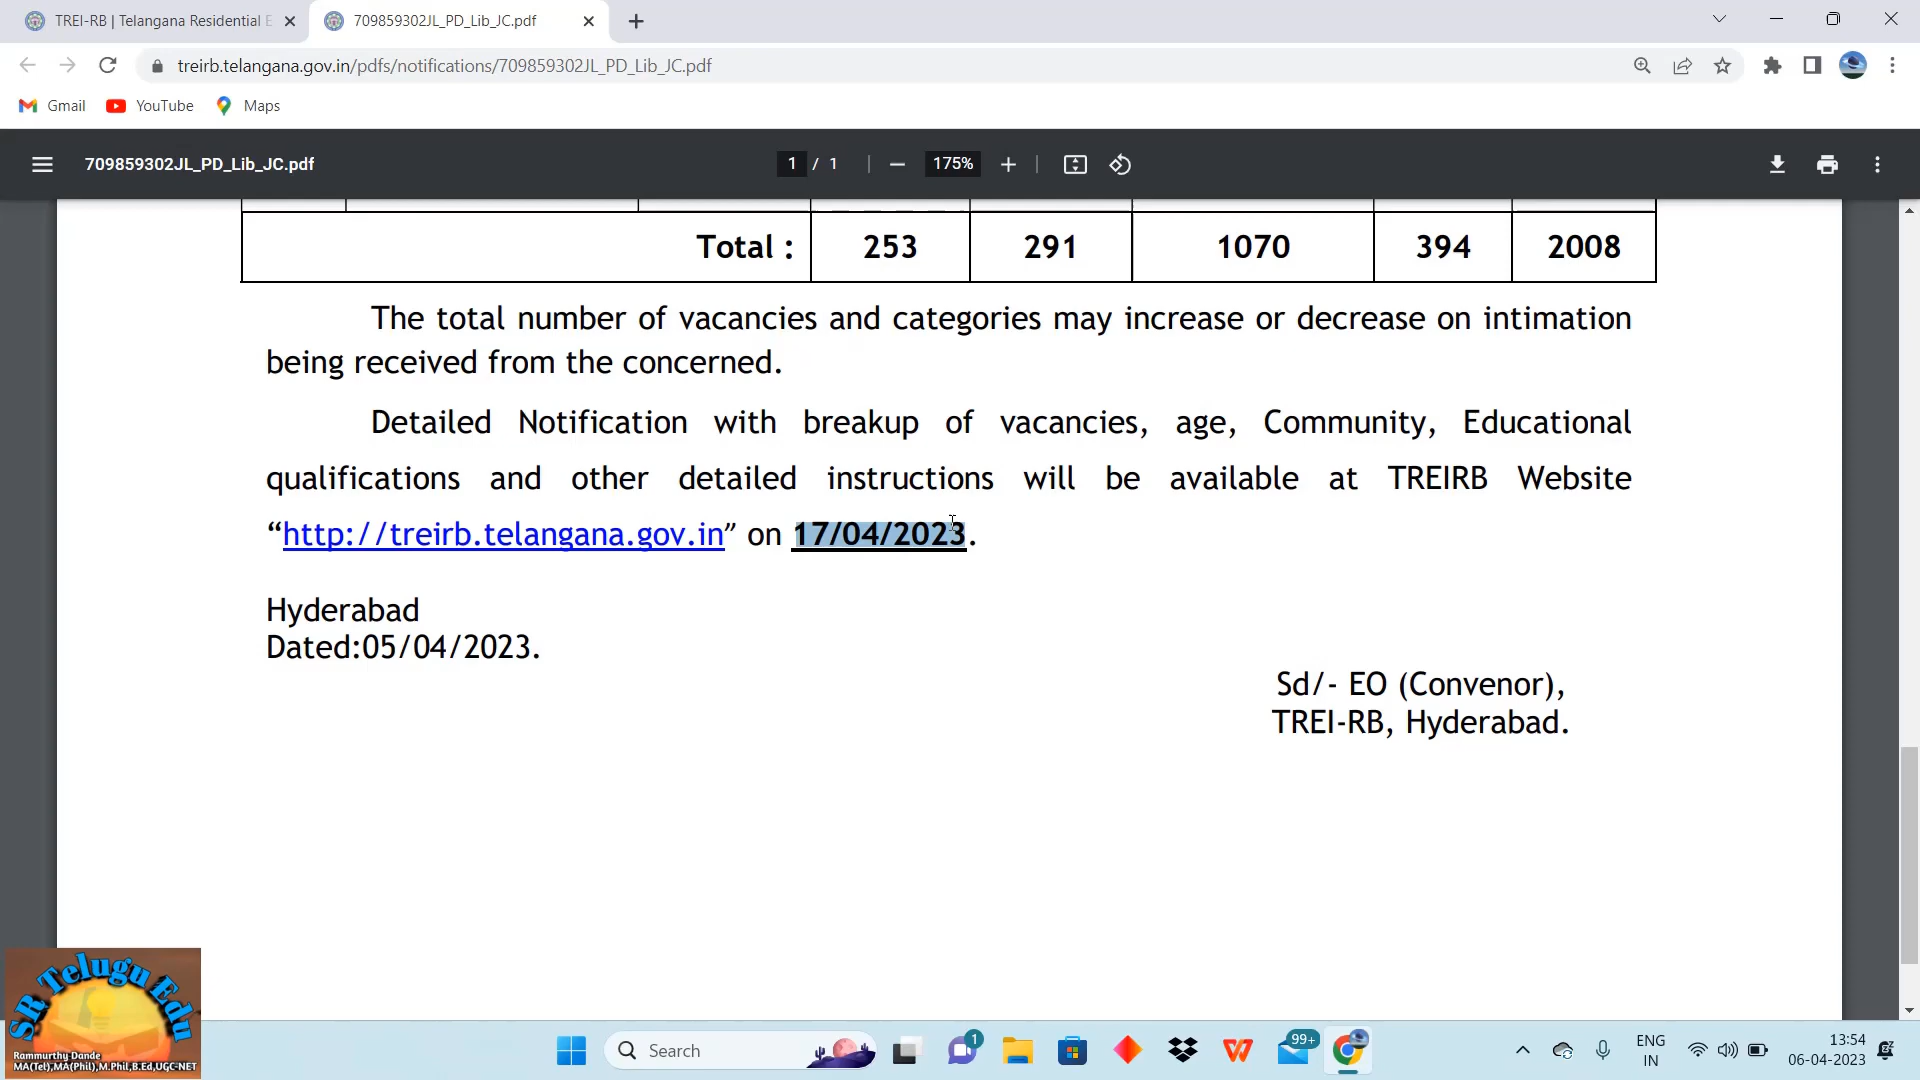 TREI-RB | Telangana Residential E
709859302JL_PD_Lib_JC.pdf
treirb.telangana.gov.in/pdfs/notifications/709859302JL_PD_Lib_JC.pdf
Gmail
YouTube
Maps
709859302JL_PD_Lib_JC.pdf
1 / 1
175%
Total : 253 291 1070 394 2008
The total number of vacancies and categories may increase or decrease on intimation
being received from the concerned.
Detailed Notification with breakup of vacancies, age, Community, Educational
qualifications and other detailed instructions will be available at TREIRB Website
“http://treirb.telangana.gov.in” on 17/04/2023.
Hyderabad
Dated:05/04/2023.
Sd/- EO (Convenor),
TREI-RB, Hyderabad.
SR Telugu Edu
Rammurthy Dande
MA(Tel),MA(Phil),M.Phil,B.Ed,UGC-NET
Search
1
99+
ENG
IN
13:54
06-04-2023